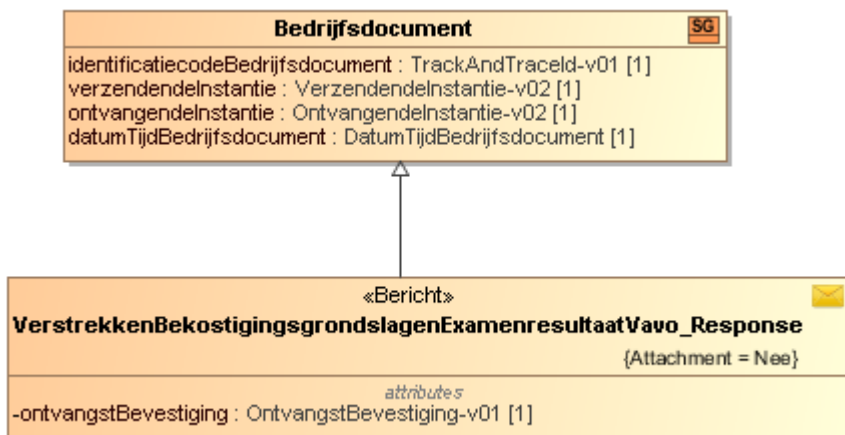 Bedrijfsdocument
SG
identificatiecodeBedrijfsdocument : TrackAndTraceId-v01 [1]
verzendendeInstantie : VerzendendeInstantie-v02 [1]
ontvangendeInstantie : OntvangendeInstantie-v02 [1]
datumTijdBedrijfsdocument : DatumTijdBedrijfsdocument [1]
«Bericht»
VerstrekkenBekostigingsgrondslagenExamenresultaatVavo_Response
{Attachment = Nee}
attributes
-ontvangstBevestiging : OntvangstBevestiging-v01 [1]